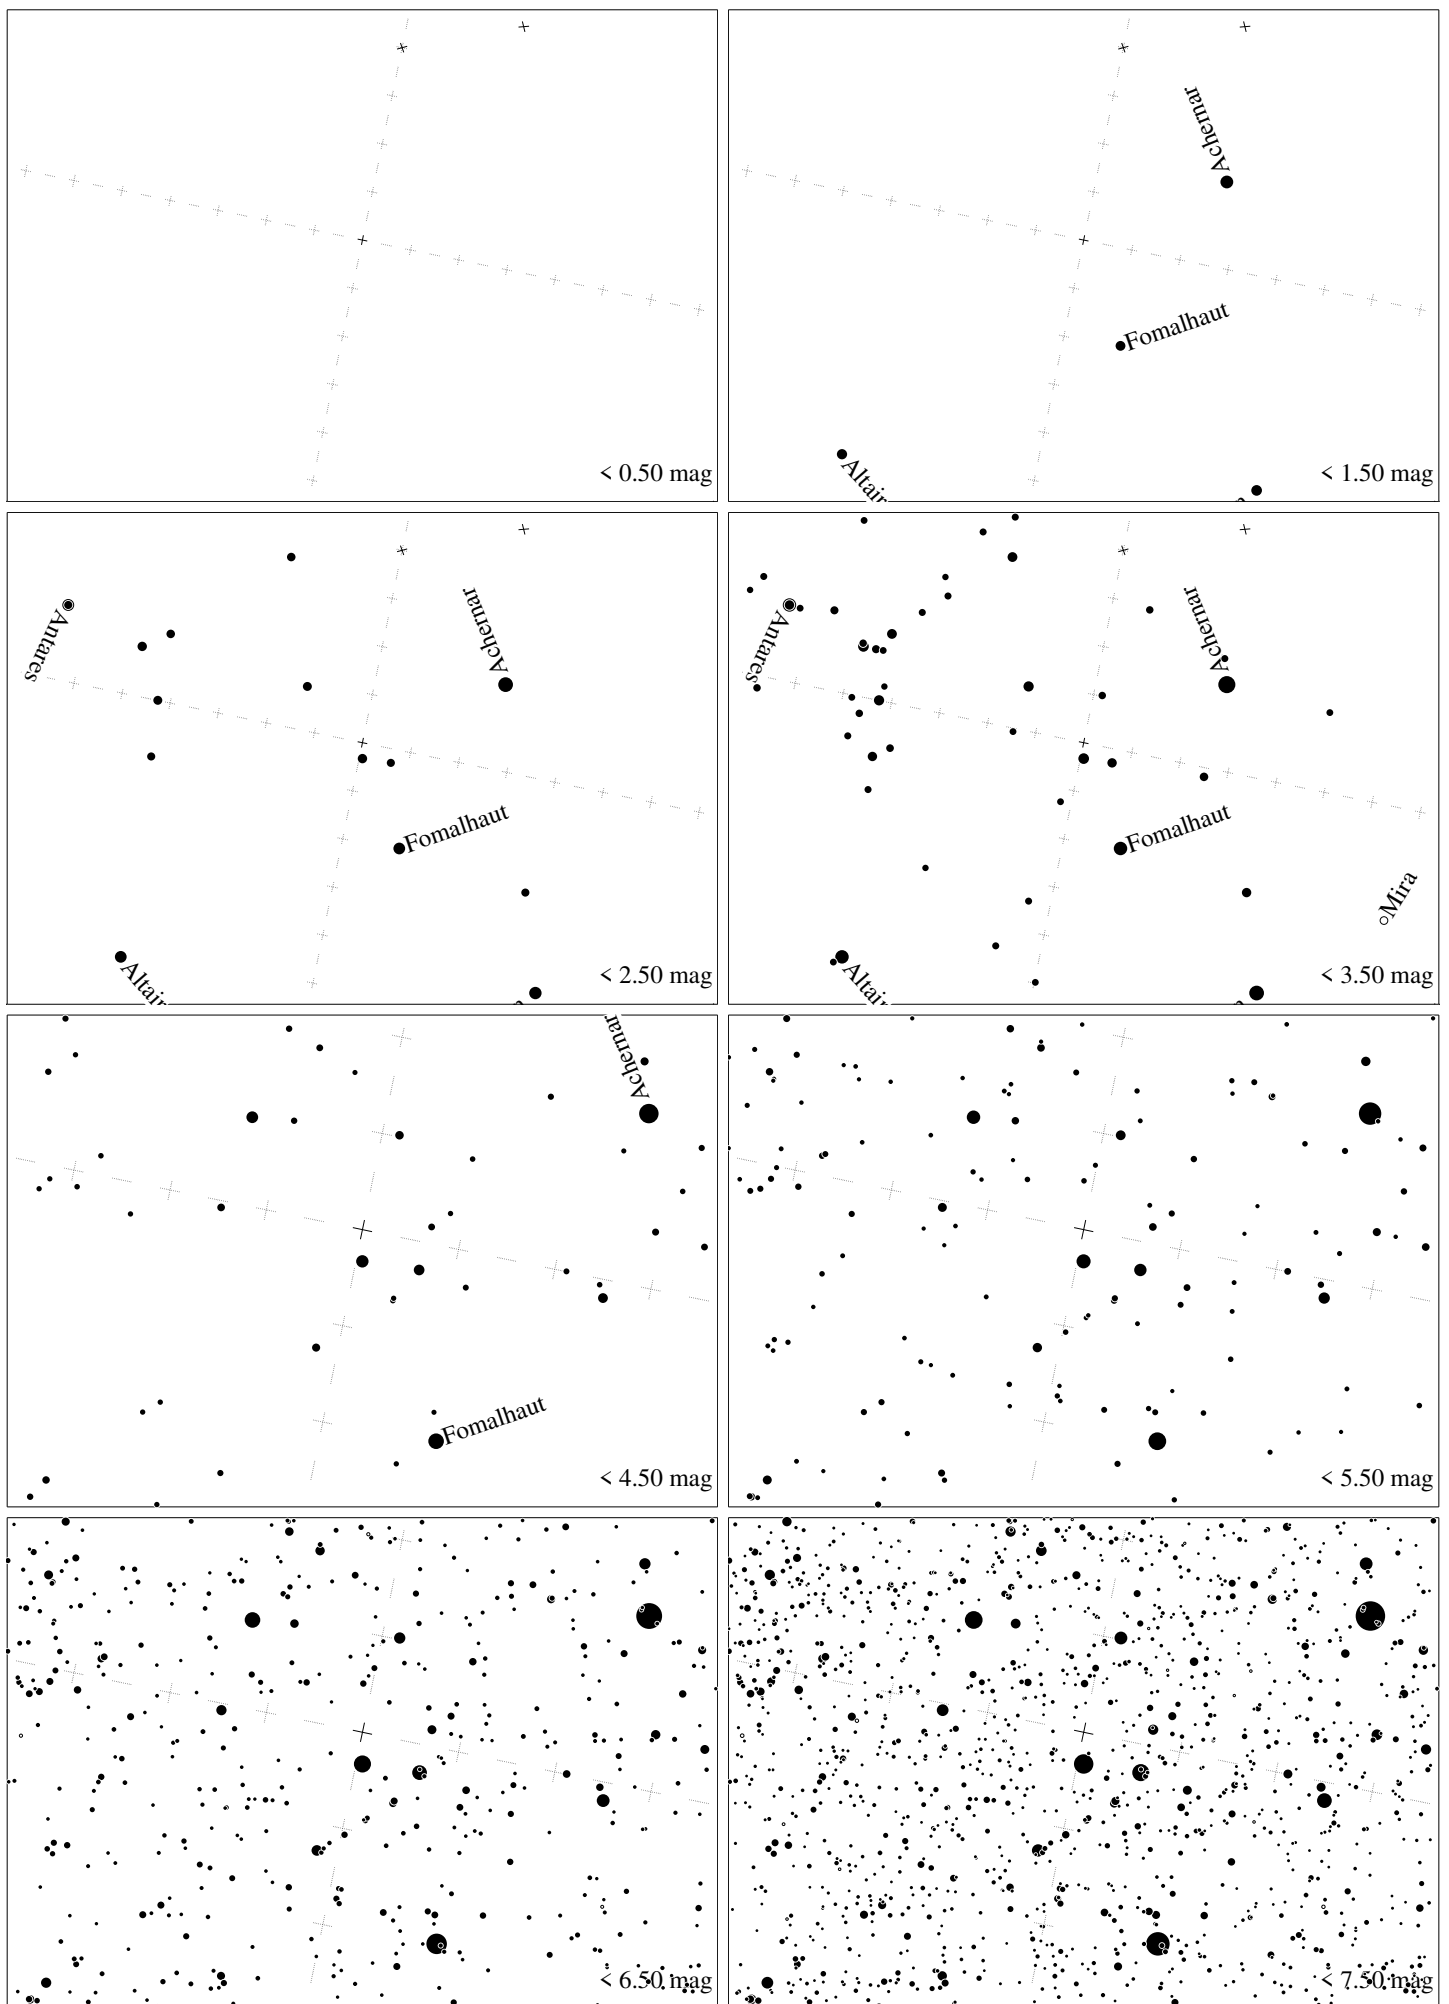 < 0.50 mag
Achernar
Fomalhaut
Altair
< 1.50 mag
Antares
Achernar
Fomalhaut
Altair
n
< 2.50 mag
Antares
Achernar
Fomalhaut
Mira
Altair
< 3.50 mag
Achernar
Fomalhaut
< 4.50 mag
< 5.50 mag
< 6.50 mag
< 7.50 mag